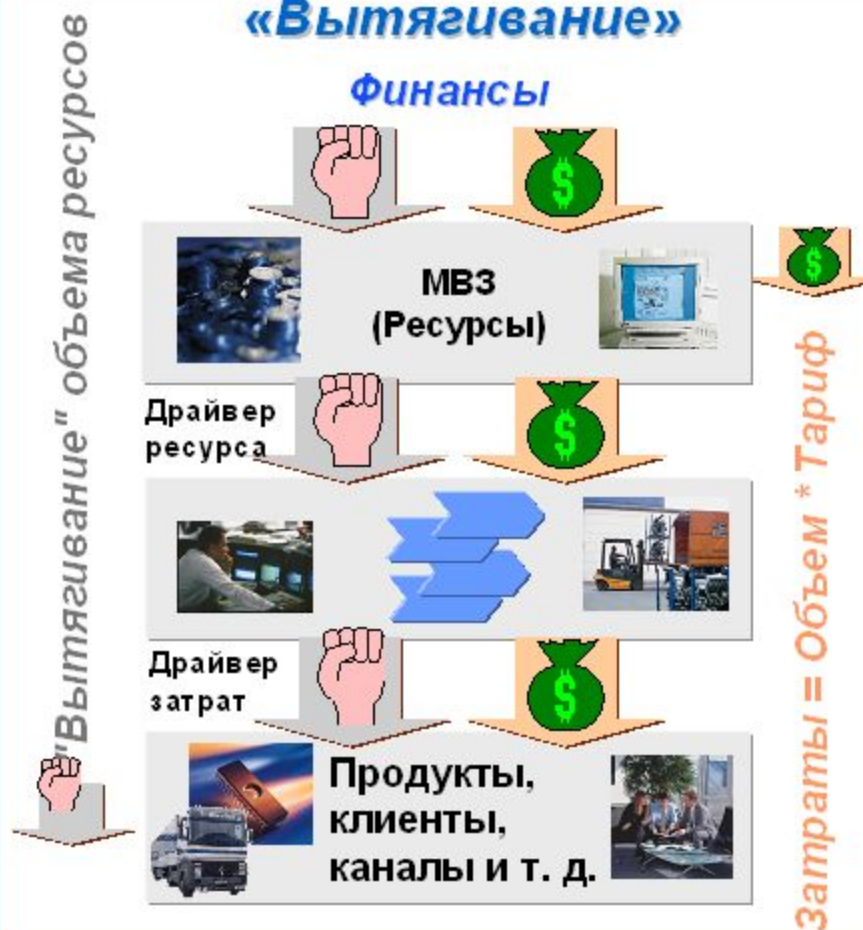 «Вытягивание»
Финансы
"Вытягивание" объема ресурсов
$
МВЗ
(Ресурсы)
$
Драйвер
ресурса
$
Затраты = Объем * Тариф
Драйвер
затрат
$
Продукты,
клиенты,
каналы и т. д.